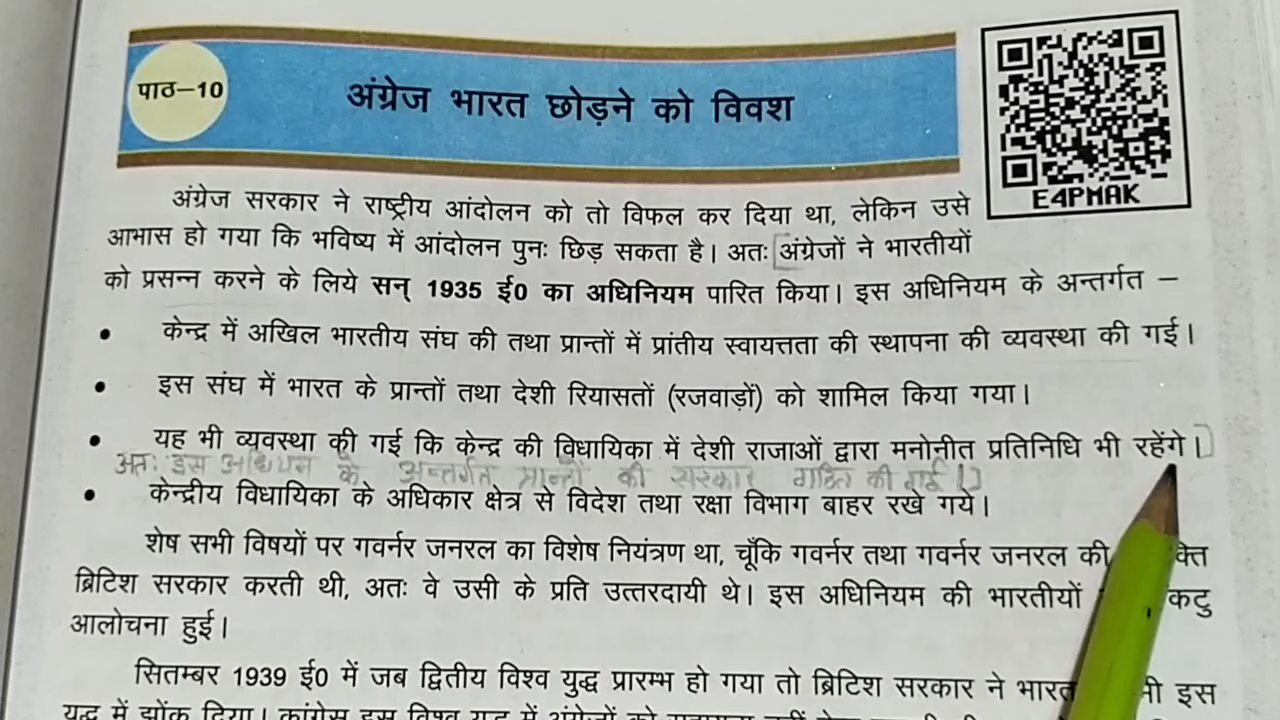 पाठ–10
अंग्रेज भारत छोड़ने को विवश
E4PMAK
अंग्रेज सरकार ने राष्ट्रीय आंदोलन को तो विफल कर दिया था, लेकिन उसे
आभास हो गया कि भविष्य में आंदोलन पुनः छिड़ सकता है। अतः [अंग्रेजों ने भारतीयों
को प्रसन्न करने के लिये सन् 1935 ई0 का अधिनियम पारित किया। इस अधिनियम के अन्तर्गत –
• केन्द्र में अखिल भारतीय संघ की तथा प्रान्तों में प्रांतीय स्वायत्तता की स्थापना की व्यवस्था की गई।
• इस संघ में भारत के प्रान्तों तथा देशी रियासतों (रजवाड़ों) को शामिल किया गया।
• यह भी व्यवस्था की गई कि केन्द्र की विधायिका में देशी राजाओं द्वारा मनोनीत प्रतिनिधि भी रहेंगे।]
अतः इस के अन्तर्गत प्रान्तों की सरकार गठित की गई।]
• केन्द्रीय विधायिका के अधिकार क्षेत्र से विदेश तथा रक्षा विभाग बाहर रखे गये।
शेष सभी विषयों पर गवर्नर जनरल का विशेष नियंत्रण था, चूँकि गवर्नर तथा गवर्नर जनरल की
ब्रिटिश सरकार करती थी, अतः वे उसी के प्रति उत्तरदायी थे। इस अधिनियम की भारतीयों कटु
आलोचना हुई।
सितम्बर 1939 ई0 में जब द्वितीय विश्व युद्ध प्रारम्भ हो गया तो ब्रिटिश सरकार ने भारत इस
युद्ध में झोंक दिया। कांग्रेस इस विश्व युद्ध में अंग्रेजों को